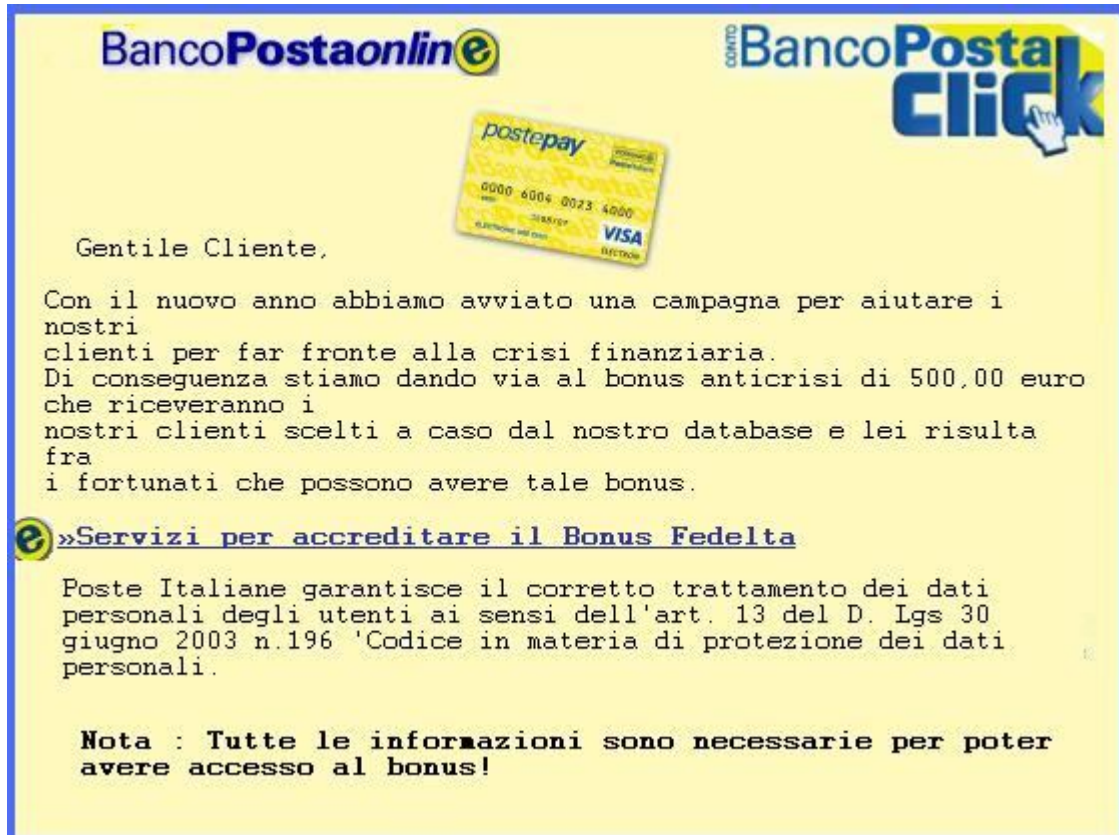 BancoPostaonline
CONTO BancoPosta
Click
postepay
0000 6004 0023 4000
VISA
ELECTRON
Gentile Cliente,
Con il nuovo anno abbiamo avviato una campagna per aiutare i
nostri
clienti per far fronte alla crisi finanziaria.
Di conseguenza stiamo dando via al bonus anticrisi di 500,00 euro
che riceveranno i
nostri clienti scelti a caso dal nostro database e lei risulta
fra
i fortunati che possono avere tale bonus.
e »Servizi per accreditare il Bonus Fedelta
Poste Italiane garantisce il corretto trattamento dei dati
personali degli utenti ai sensi dell'art. 13 del D. Lgs 30
giugno 2003 n.196 'Codice in materia di protezione dei dati
personali.
Nota : Tutte le informazioni sono necessarie per poter
avere accesso al bonus!